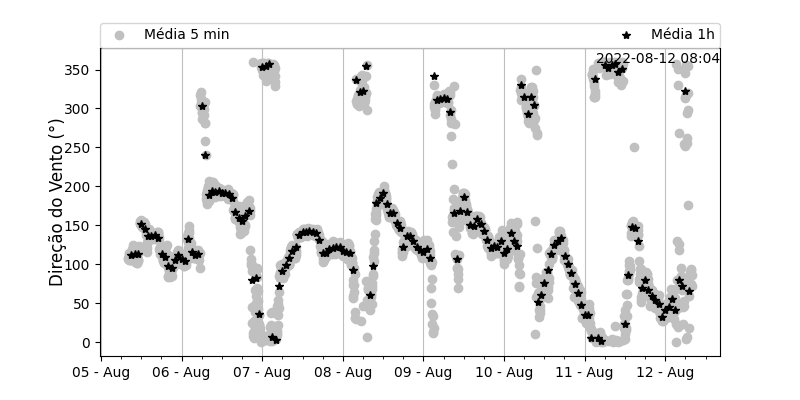 Média 5 min
Média 1h
2022-08-12 08:04
Direção do Vento (°)
350
300
250
200
150
100
50
0
05 - Aug
06 - Aug
07 - Aug
08 - Aug
09 - Aug
10 - Aug
11 - Aug
12 - Aug